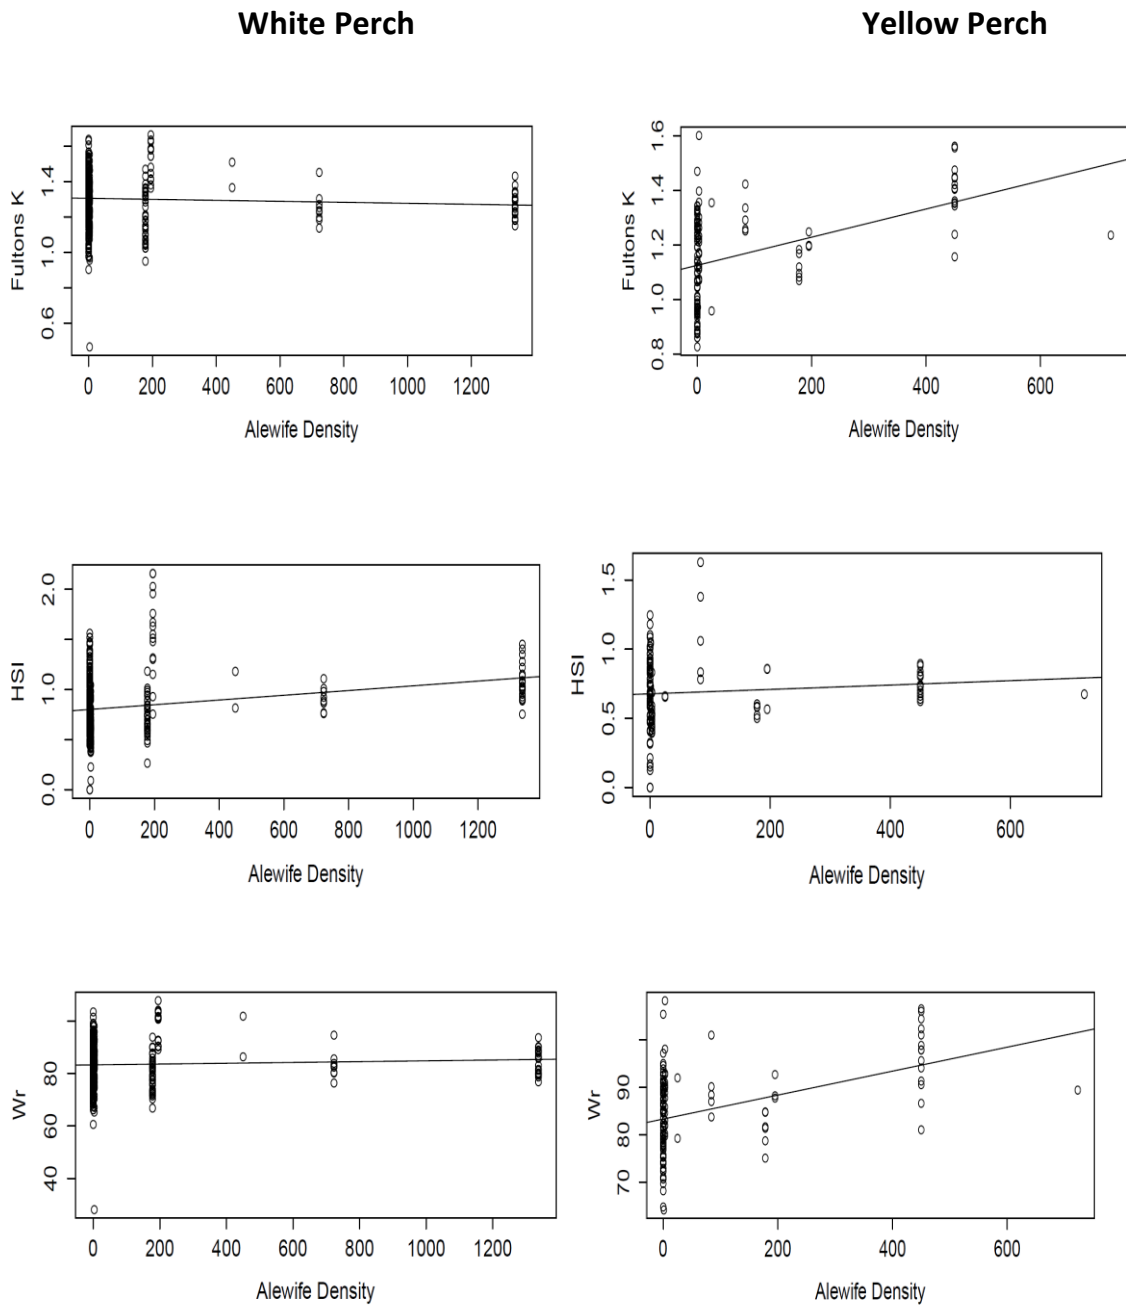 White Perch Yellow Perch
Fultons K
0.6 1.0 1.4
0 200 400 600 800 1000 1200
Alewife Density
Fultons K
0.8 1.0 1.2 1.4 1.6
0 200 400 600
Alewife Density
HSI
0.0 1.0 2.0
0 200 400 600 800 1000 1200
Alewife Density
HSI
0.0 0.5 1.0 1.5
0 200 400 600
Alewife Density
Wr
40 60 80
0 200 400 600 800 1000 1200
Alewife Density
Wr
70 80 90
0 200 400 600
Alewife Density